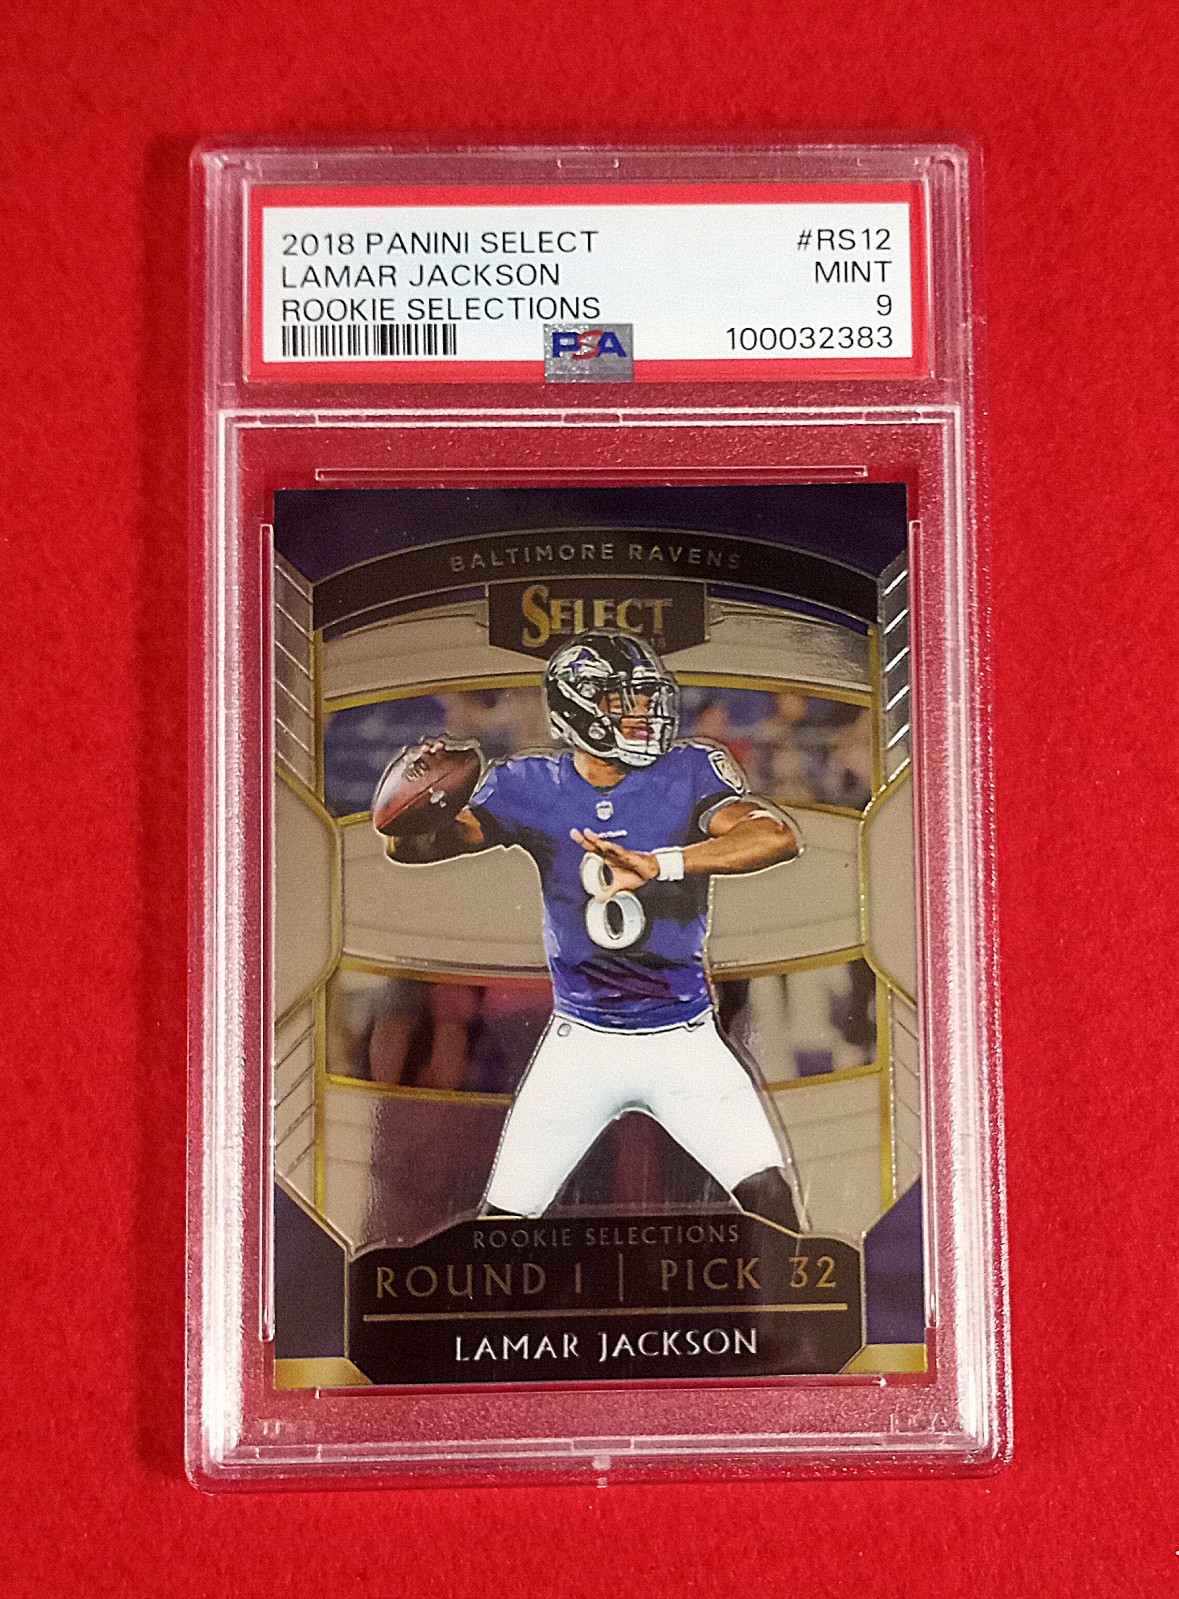 2018 PANINI SELECT #RS12
LAMAR JACKSON MINT
ROOKIE SELECTIONS 9
PSA 100032383
BALTIMORE RAVENS
SELECT
8
ROOKIE SELECTIONS
ROUND 1 | PICK 32
LAMAR JACKSON